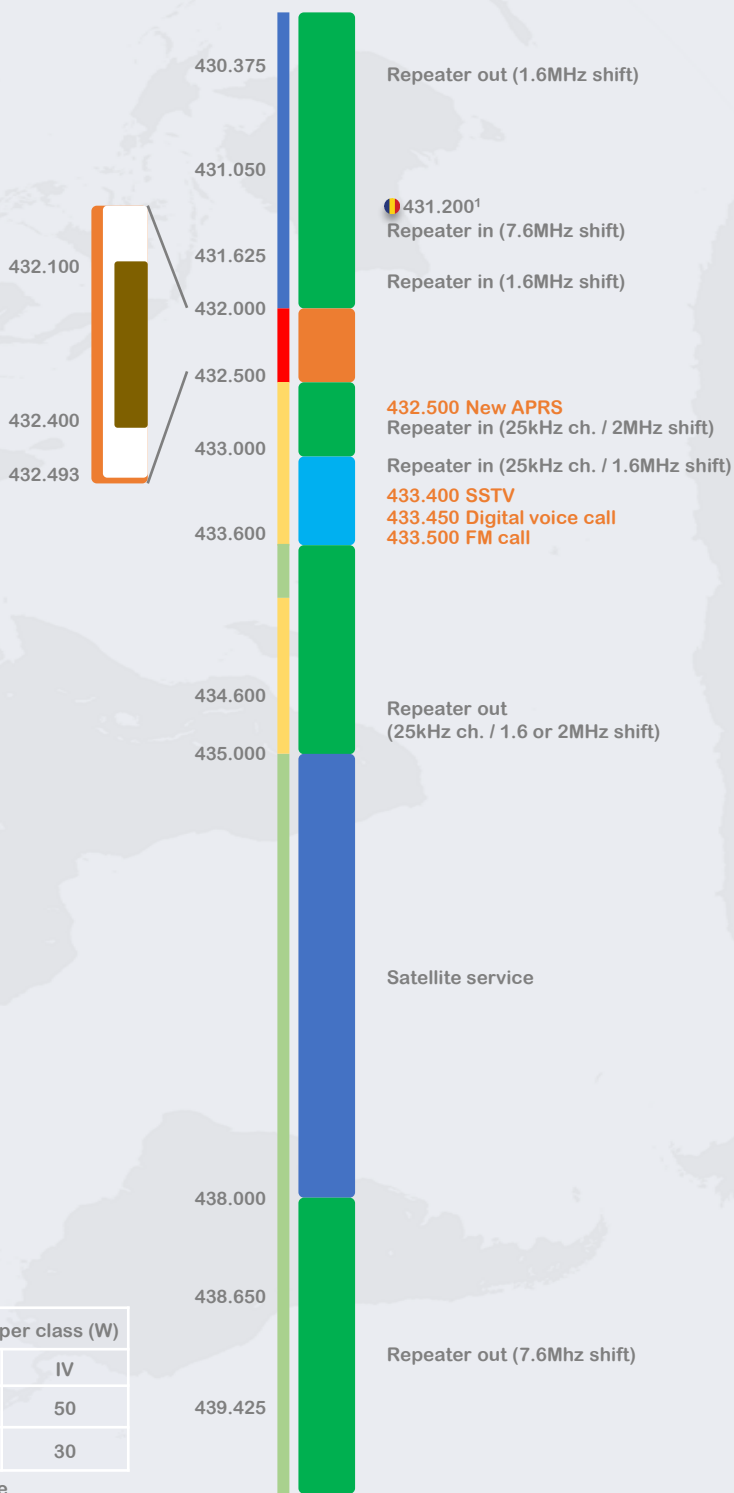 430.375
Repeater out (1.6MHz shift)
431.050
431.200¹
Repeater in (7.6MHz shift)
431.625
432.100
Repeater in (1.6MHz shift)
432.000
432.500
432.500 New APRS
432.400
Repeater in (25kHz ch. / 2MHz shift)
433.000
Repeater in (25kHz ch. / 1.6MHz shift)
432.493
433.400 SSTV
433.450 Digital voice call
433.600
433.500 FM call
434.600
Repeater out
(25kHz ch. / 1.6 or 2MHz shift)
435.000
Satellite service
438.000
438.650
per class (W)
Repeater out (7.6Mhz shift)
IV
439.425
50
30